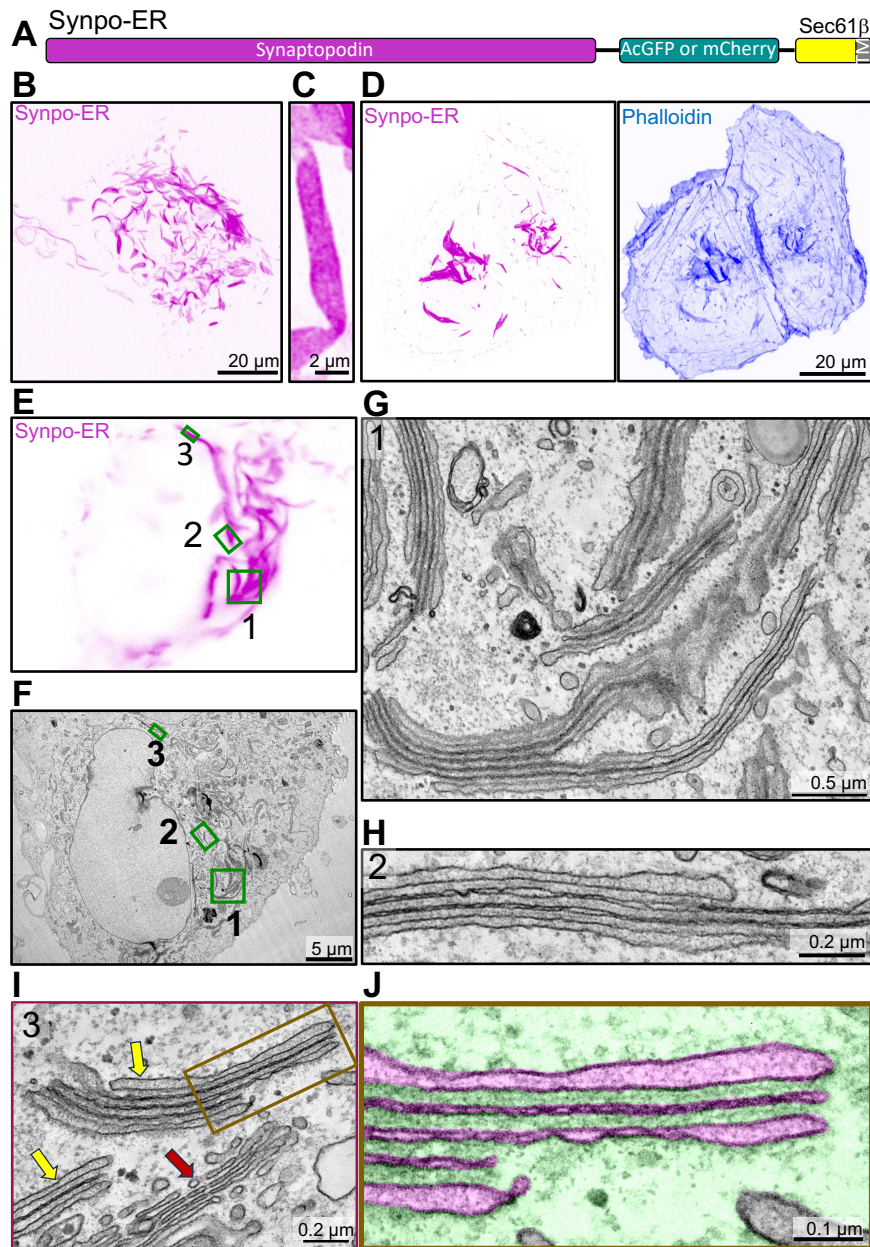 Synpo-ER
Sec61β
A
Synaptopodin
AcGFP or mCherry
TM
B
C
D
Synpo-ER
Synpo-ER
Phalloidin
20 µm
2 µm
20 µm
E
G
Synpo-ER
1
3
2
1
0.5 µm
F
H
3
2
2
1
5 µm
0.2 µm
I
J
3
0.2 µm
0.1 µm